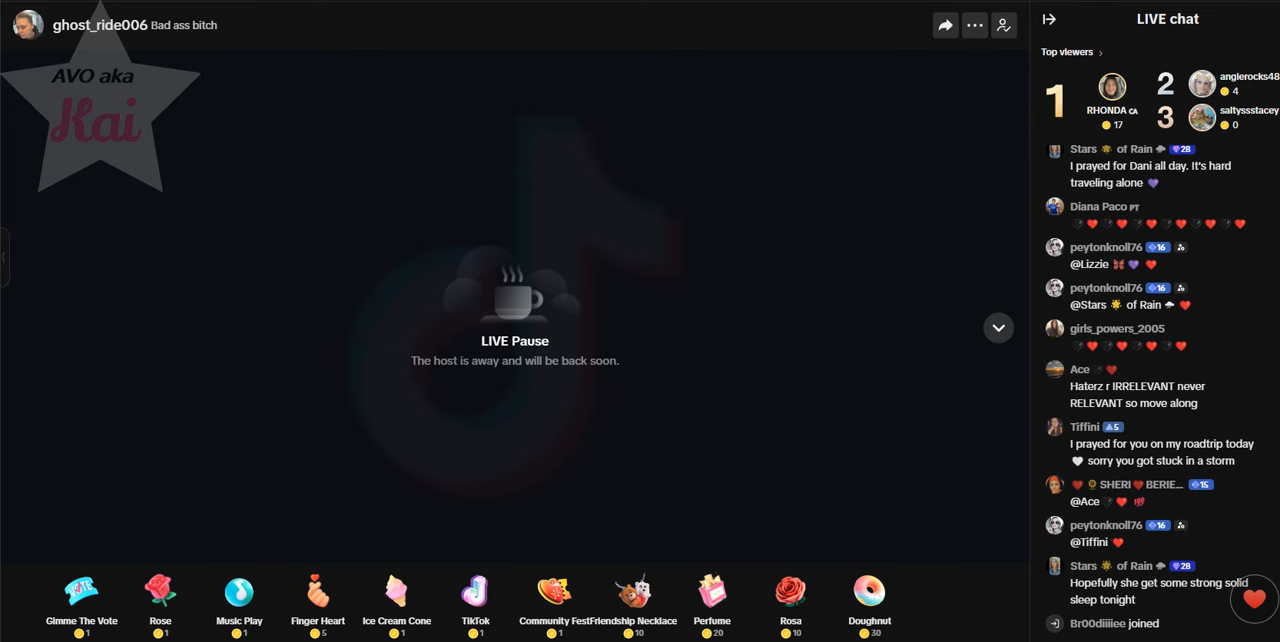 ghost_ride006 Bad ass bitch
AVO aka
Kai
LIVE Pause
The host is away and will be back soon.
Gimme The Vote
1
Rose
1
Music Play
1
Finger Heart
5
Ice Cream Cone
1
TikTok
1
Community Fest
1
Friendship Necklace
10
Perfume
20
Rosa
10
Doughnut
30
LIVE chat
Top viewers
1
RHONDA CA
17
2
anglerocks48
4
3
saltyssstacey
0
Stars 🌟 of Rain 🌧 28
I prayed for Dani all day. It's hard
traveling alone 💜
Diana Paco PT
🖤❤️🖤❤️🖤❤️🖤❤️🖤❤️🖤❤️
peytonknoll76 16
@Lizzie 🦋💜 ❤️
peytonknoll76 16
@Stars 🌟 of Rain 🌧 ❤️
girls_powers_2005
🖤❤️🖤❤️🖤❤️🖤❤️
Ace 🖤❤️
Haterz r IRRELEVANT never
RELEVANT so move along
Tiffini 5
I prayed for you on my roadtrip today
🤍 sorry you got stuck in a storm
❤️🌻SHERI❤️BERIE... 15
@Ace 🖤❤️ 💯
peytonknoll76 16
@Tiffini ❤️
Stars 🌟 of Rain 🌧 28
Hopefully she get some strong solid
sleep tonight
Br00diiiiee joined